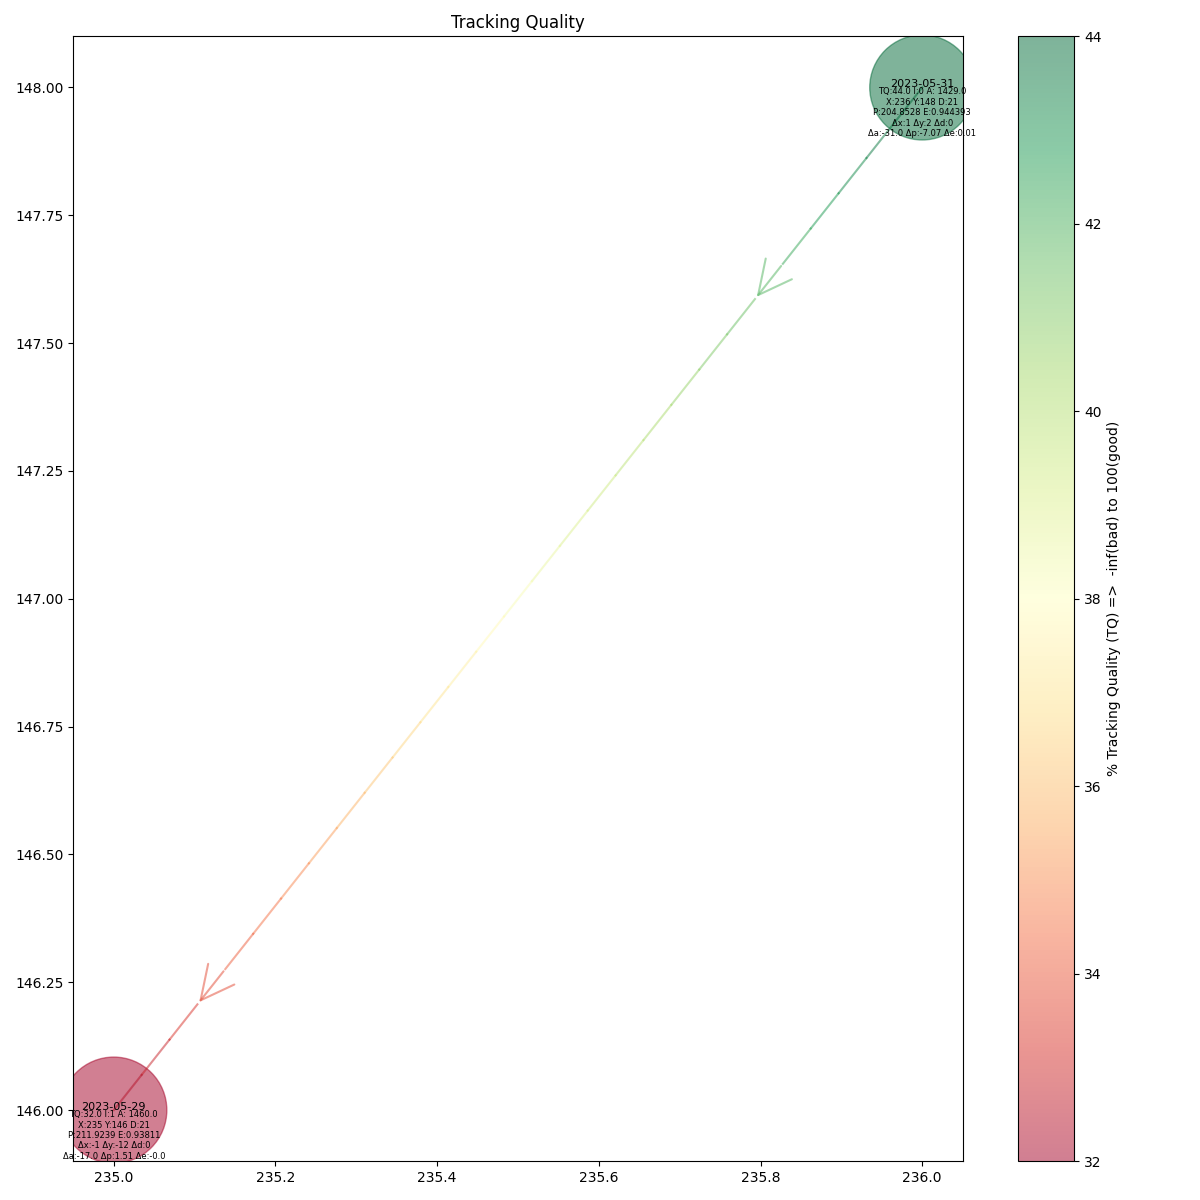 Tracking Quality
148.00
147.75
147.50
147.25
147.00
146.75
146.50
146.25
146.00
235.0
235.2
235.4
235.6
235.8
236.0
2023-05-31
TQ:44.0 I:0 A: 1429.0
X:236 Y:148 D:21
P:204.8528 E:0.944393
Δx:1 Δy:2 Δd:0
Δa:-31.0 Δp:-7.07 Δe:0.01
2023-05-29
TQ:32.0 I:1 A: 1460.0
X:235 Y:146 D:21
P:211.9239 E:0.93811
Δx:-1 Δy:-12 Δd:0
Δa:-17.0 Δp:1.51 Δe:-0.0
44
42
40
38
36
34
32
% Tracking Quality (TQ) => -inf(bad) to 100(good)